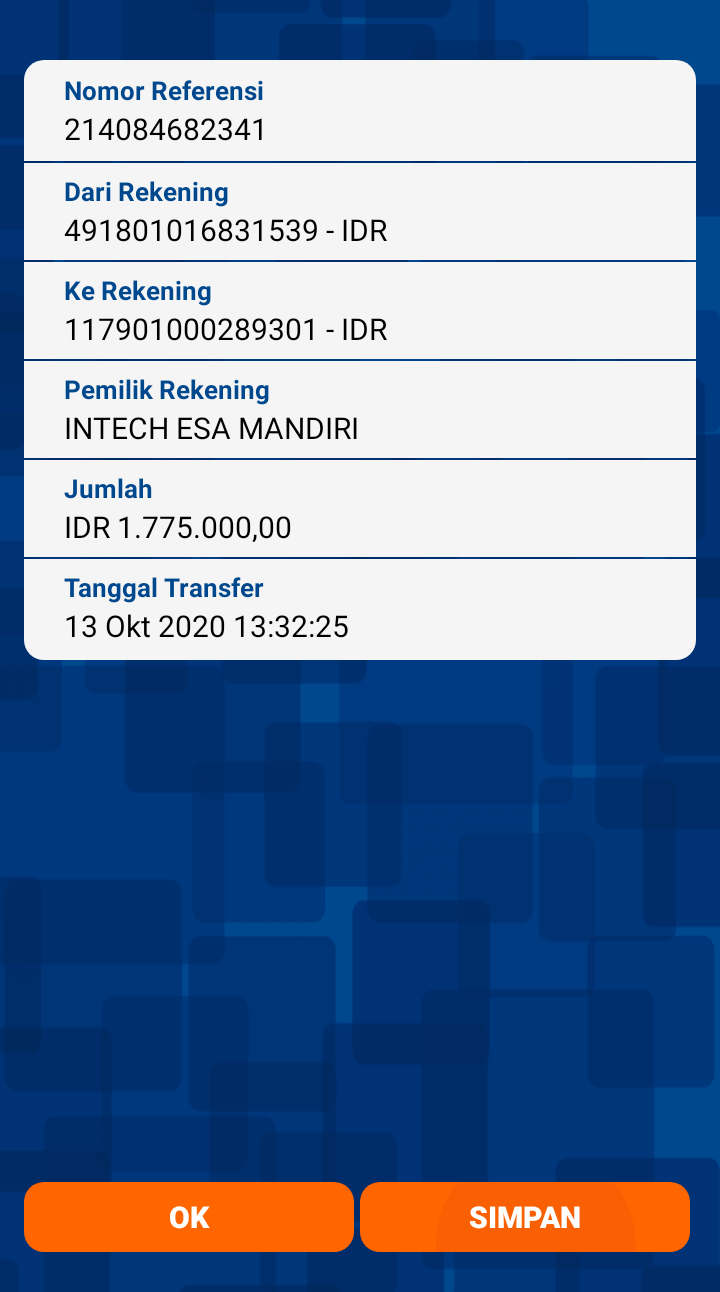 Nomor Referensi
214084682341
Dari Rekening
491801016831539 - IDR
Ke Rekening
117901000289301 - IDR
Pemilik Rekening
INTECH ESA MANDIRI
Jumlah
IDR 1.775.000,00
Tanggal Transfer
13 Okt 2020 13:32:25
OK
SIMPAN